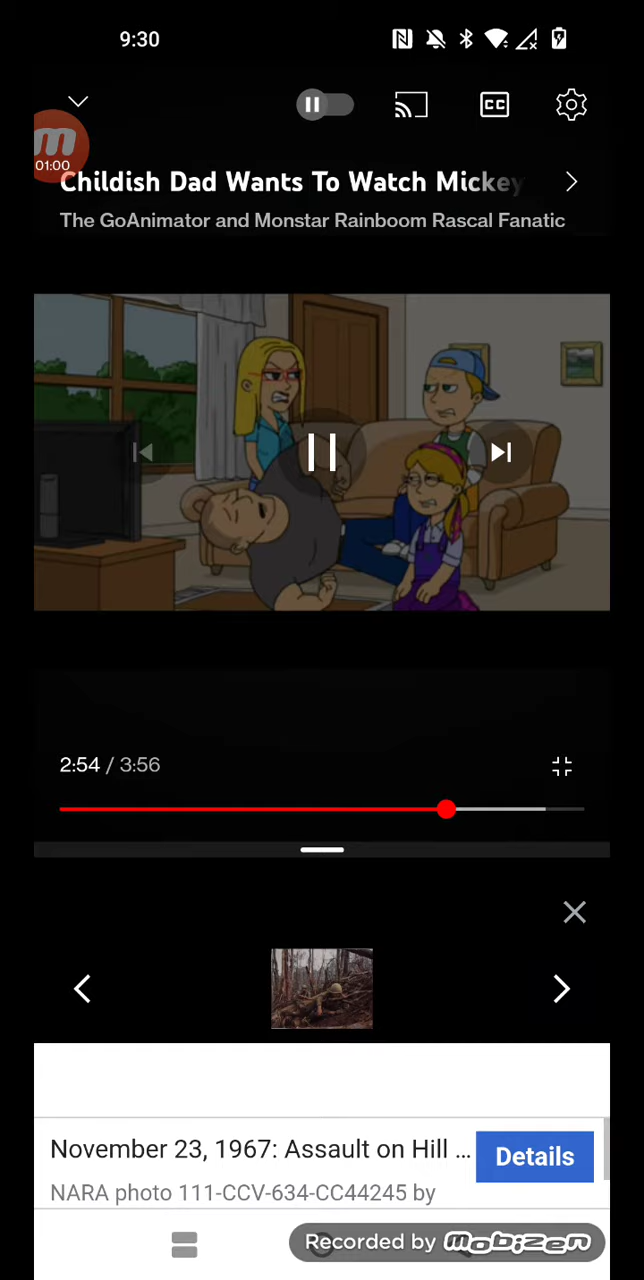 9:30
CC
m
01:00
Childish Dad Wants To Watch Mickey
The GoAnimator and Monstar Rainboom Rascal Fanatic
2:54 / 3:56
November 23, 1967: Assault on Hill ...
Details
NARA photo 111-CCV-634-CC44245 by
Recorded by mobizen